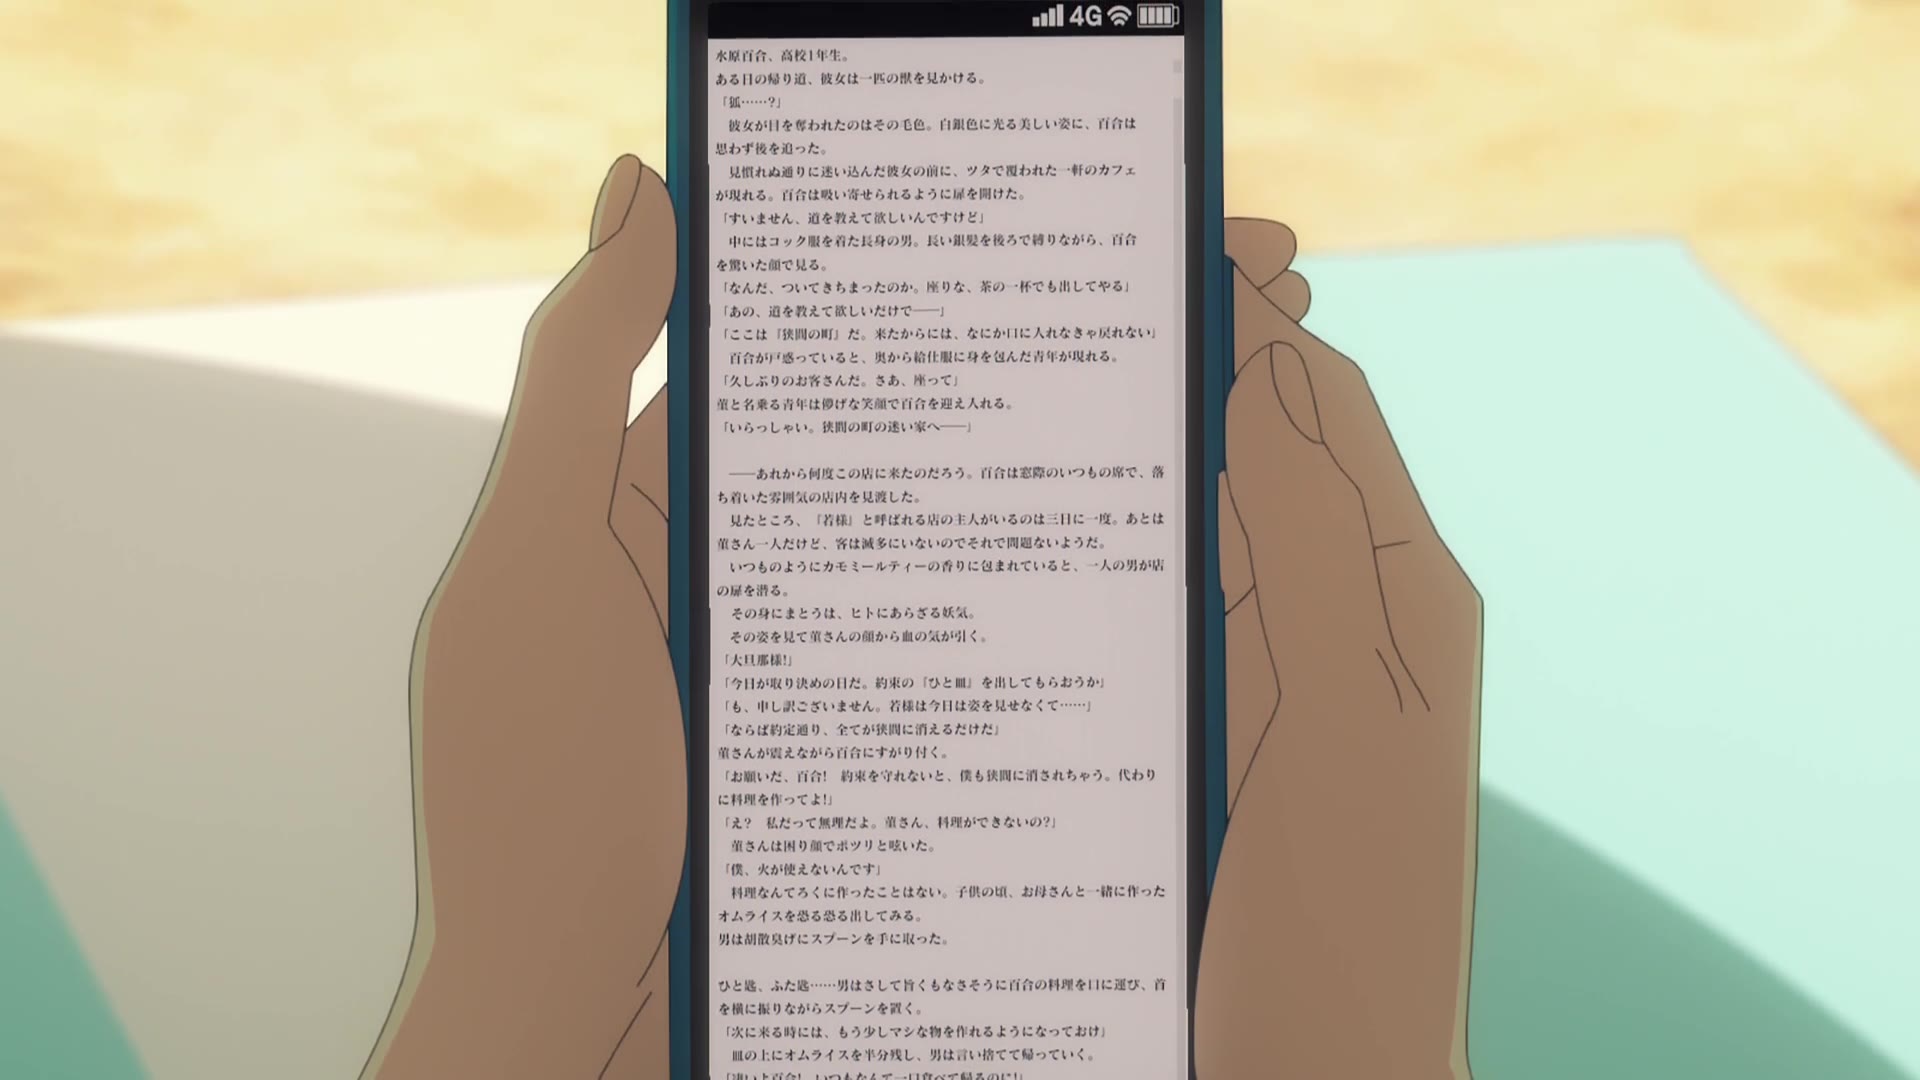 4G
水原百合、高校1年生。
ある日の帰り道、彼女は一匹の獣を見かける。
「狐……?」
彼女が目を奪われたのはその毛色。白銀色に光る美しい姿に、百合は
思わず後を追った。
見慣れぬ通りに迷い込んだ彼女の前に、ツタで覆われた一軒のカフェ
が現れる。百合は吸い寄せられるように扉を開けた。
「すいません、道を教えて欲しいんですけど」
中にはコック服を着た長身の男。長い銀髪を後ろで縛りながら、百合
を驚いた顔で見る。
「なんだ、ついてきちまったのか。座りな、茶の一杯でも出してやる」
「あの、道を教えて欲しいだけで――」
「ここは『狭間の町』だ。来たからには、なにか口に入れなきゃ戻れない」
百合が戸惑っていると、奥から給仕服に身を包んだ青年が現れる。
「久しぶりのお客さんだ。さあ、座って」
菫と名乗る青年は儚げな笑顔で百合を迎え入れる。
「いらっしゃい。狭間の町の迷い家へ――」
――あれから何度この店に来たのだろう。百合は窓際のいつもの席で、落
ち着いた雰囲気の店内を見渡した。
見たところ、『若様』と呼ばれる店の主人がいるのは三日に一度。あとは
菫さん一人だけど、客は滅多にいないのでそれで問題ないようだ。
いつものようにカモミールティーの香りに包まれていると、一人の男が店
の扉を潜る。
その身にまとうは、ヒトにあらざる妖気。
その姿を見て菫さんの顔から血の気が引く。
「大旦那様!」
「今日が取り決めの日だ。約束の『ひと皿』を出してもらおうか」
「も、申し訳ございません。若様は今日は姿を見せなくて……」
「ならば約定通り、全てが狭間に消えるだけだ」
菫さんが震えながら百合にすがり付く。
「お願いだ、百合!　約束を守れないと、僕も狭間に消されちゃう。代わり
に料理を作ってよ!」
「え?　私だって無理だよ。菫さん、料理ができないの?」
菫さんは困り顔でポツリと呟いた。
「僕、火が使えないんです」
料理なんてろくに作ったことはない。子供の頃、お母さんと一緒に作った
オムライスを恐る恐る出してみる。
男は胡散臭げにスプーンを手に取った。
ひと匙、ふた匙……男はさして旨くもなさそうに百合の料理を口に運び、首
を横に振りながらスプーンを置く。
「次に来る時には、もう少しマシな物を作れるようになっておけ」
皿の上にオムライスを半分残し、男は言い捨てて帰っていく。
「凄いよ百合!　いつもなんて一口食べて帰るのに!」